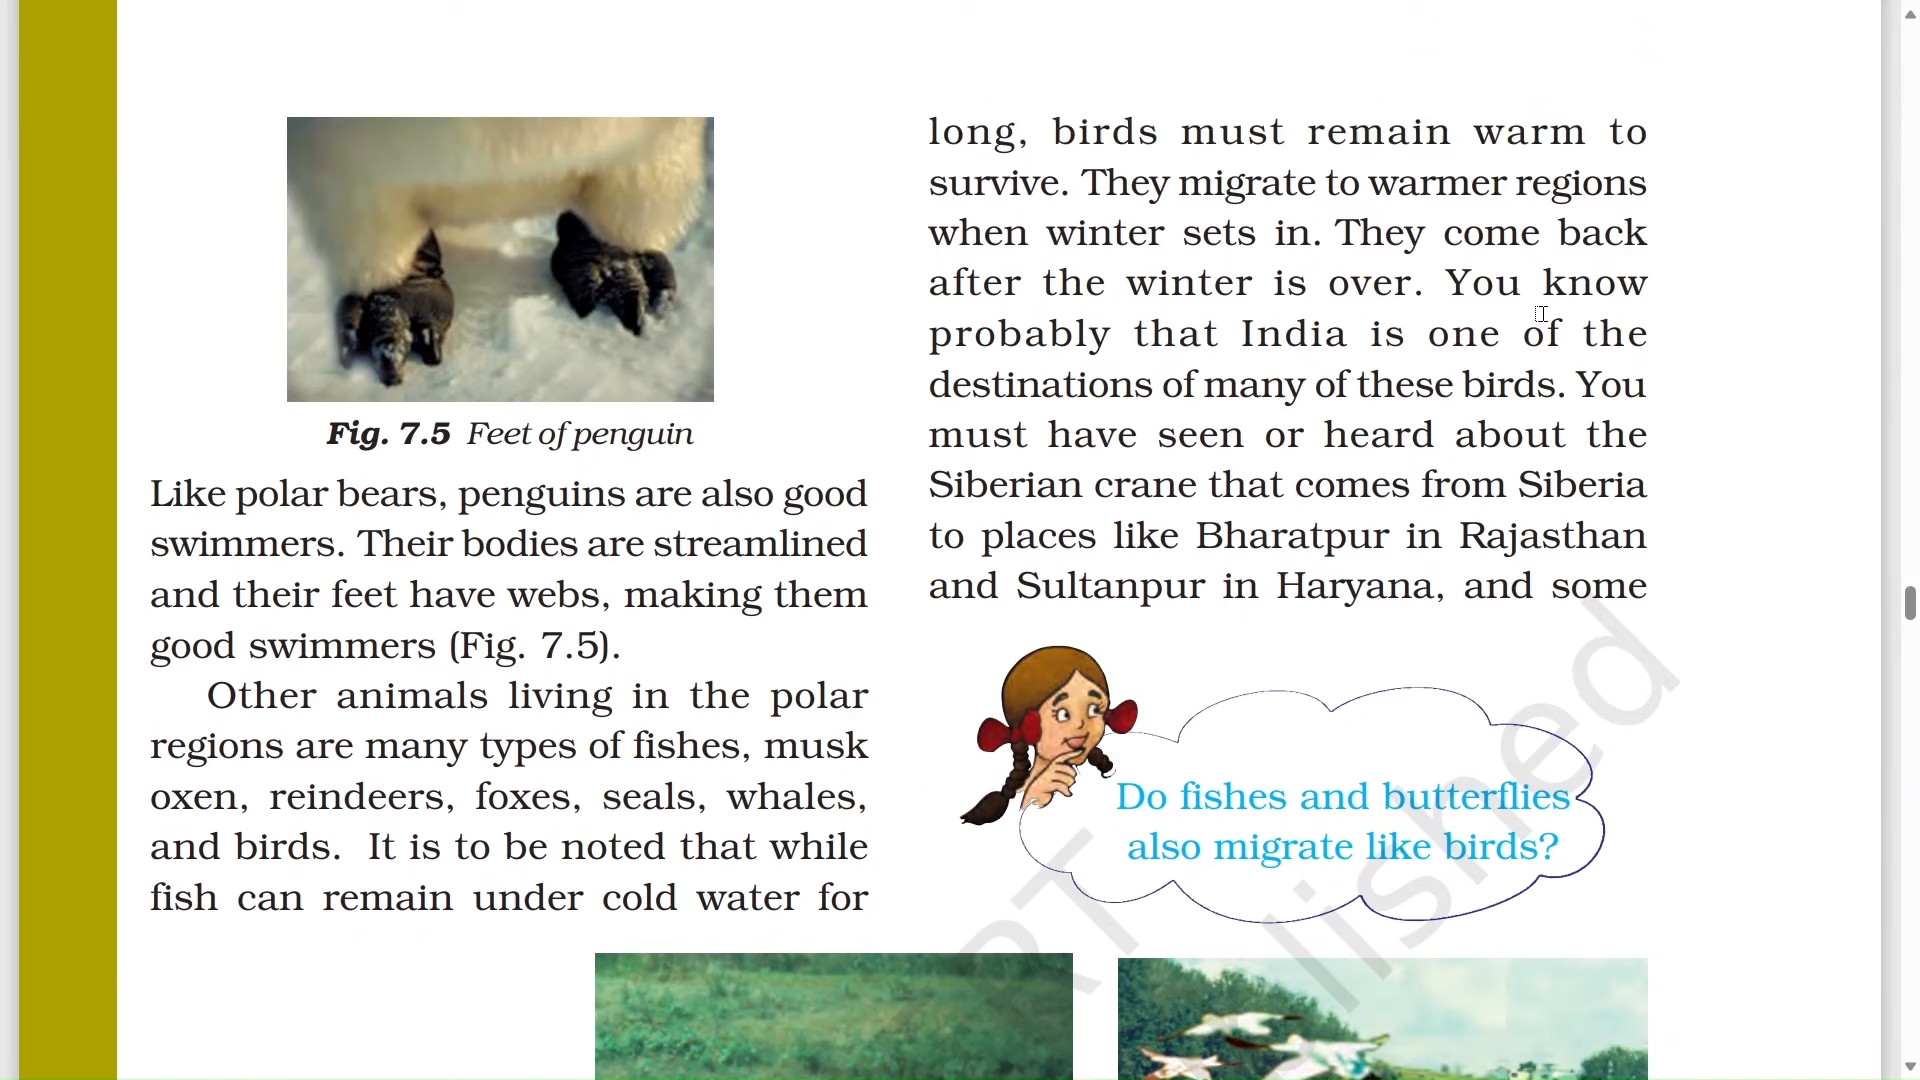 Fig. 7.5 Feet of penguin
Like polar bears, penguins are also good
swimmers. Their bodies are streamlined
and their feet have webs, making them
good swimmers (Fig. 7.5).
Other animals living in the polar
regions are many types of fishes, musk
oxen, reindeers, foxes, seals, whales,
and birds. It is to be noted that while
fish can remain under cold water for
long, birds must remain warm to
survive. They migrate to warmer regions
when winter sets in. They come back
after the winter is over. You know
probably that India is one of the
destinations of many of these birds. You
must have seen or heard about the
Siberian crane that comes from Siberia
to places like Bharatpur in Rajasthan
and Sultanpur in Haryana, and some
Do fishes and butterflies
also migrate like birds?